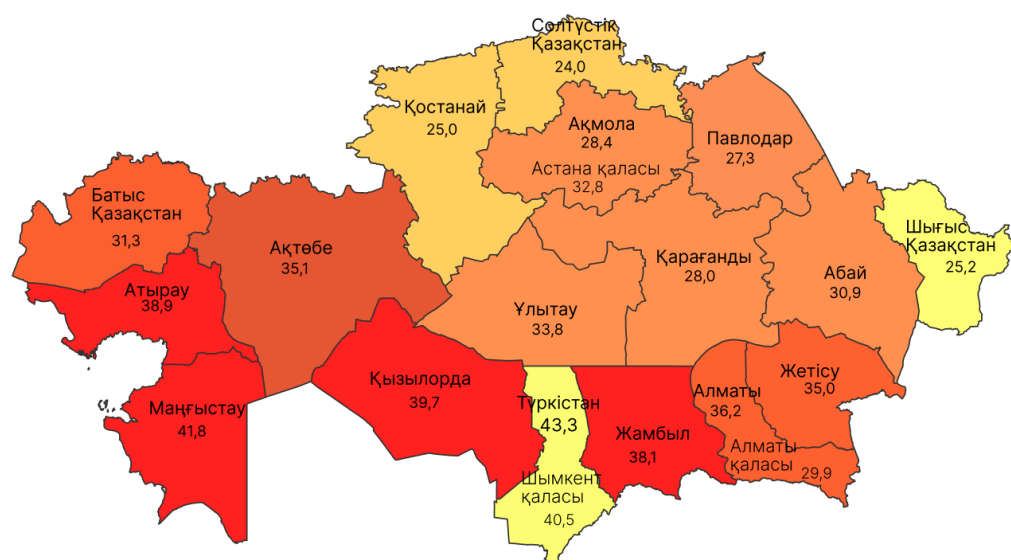 Солтүстік
Қазақстан
24,0
Қостанай
25,0
Ақмола
28,4
Астана қаласы
32,8
Павлодар
27,3
Батыс
Қазақстан
31,3
Ақтөбе
35,1
Қарағанды
28,0
Абай
30,9
Шығыс
Қазақстан
25,2
Атырау
38,9
Ұлытау
33,8
Маңғыстау
41,8
Қызылорда
39,7
Түркістан
43,3
Шымкент
қаласы
40,5
Жамбыл
38,1
Алматы
36,2
Жетісу
35,0
Алматы
қаласы
29,9